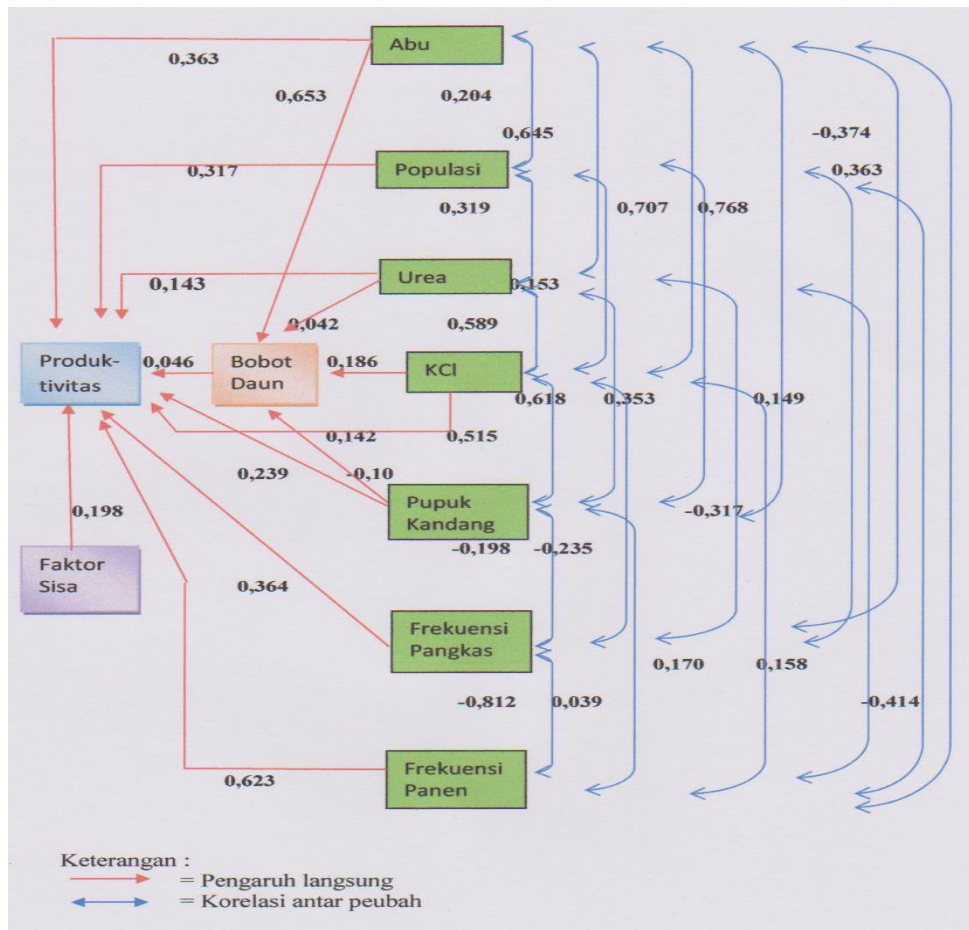 Abu
0,363
0,653
0,204
0,645
-0,374
Populasi
0,317
0,363
0,319
0,707
0,768
Urea
0,143
0,153
0,042
0,589
Produk-
tivitas
0,046
Bobot
Daun
0,186
KCl
0,618
0,353
0,149
0,142
0,515
0,239
-0,10
Pupuk
Kandang
0,198
-0,317
-0,198
-0,235
Faktor
Sisa
0,364
Frekuensi
Pangkas
0,170
0,158
-0,812
0,039
-0,414
Frekuensi
Panen
0,623
Keterangan :
= Pengaruh langsung
= Korelasi antar peubah